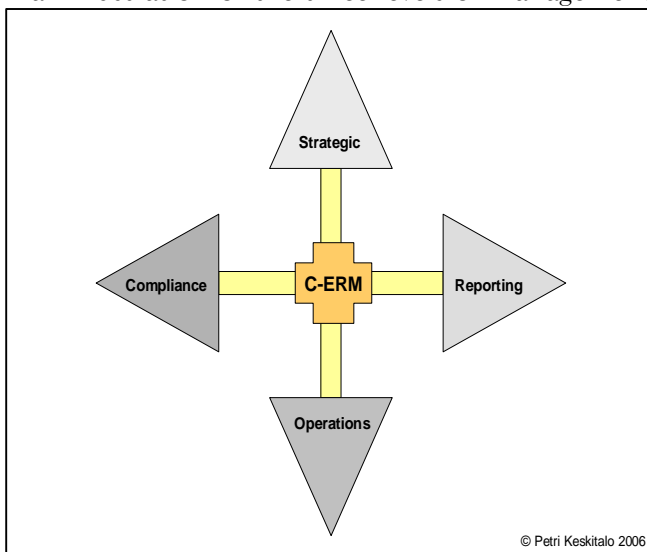 Strategic
Compliance
C-ERM
Reporting
Operations
© Petri Keskitalo 2006